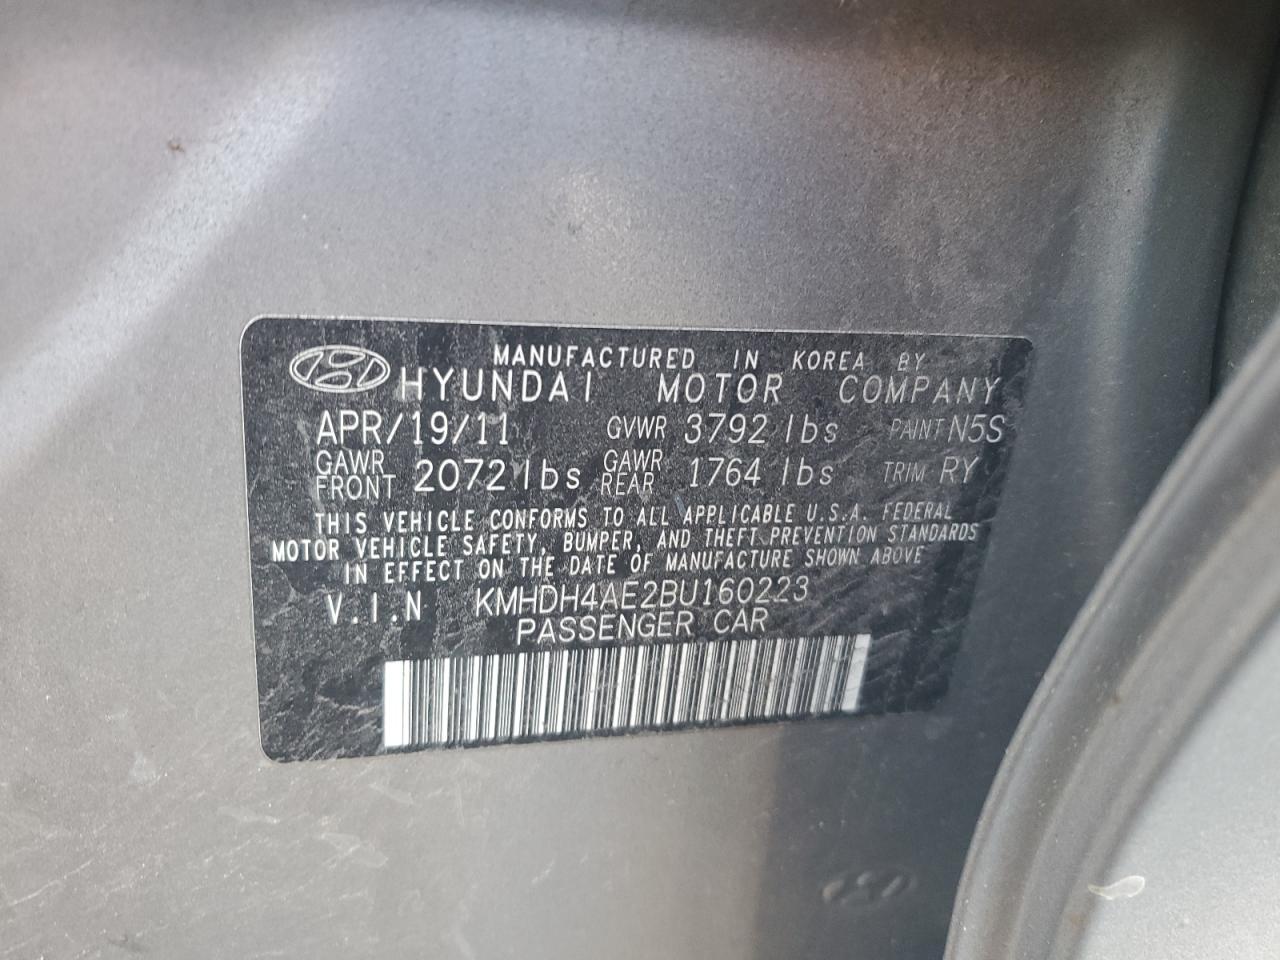 MANUFACTURED IN KOREA BY
HYUNDAI MOTOR COMPANY
APR/19/11 GVWR 3792 lbs PAINT N5S
GAWR FRONT 2072 lbs GAWR REAR 1764 lbs TRIM RY
THIS VEHICLE CONFORMS TO ALL APPLICABLE U.S.A. FEDERAL
MOTOR VEHICLE SAFETY, BUMPER, AND THEFT PREVENTION STANDARDS
IN EFFECT ON THE DATE OF MANUFACTURE SHOWN ABOVE
V.I.N KMHDH4AE2BU160223
PASSENGER CAR